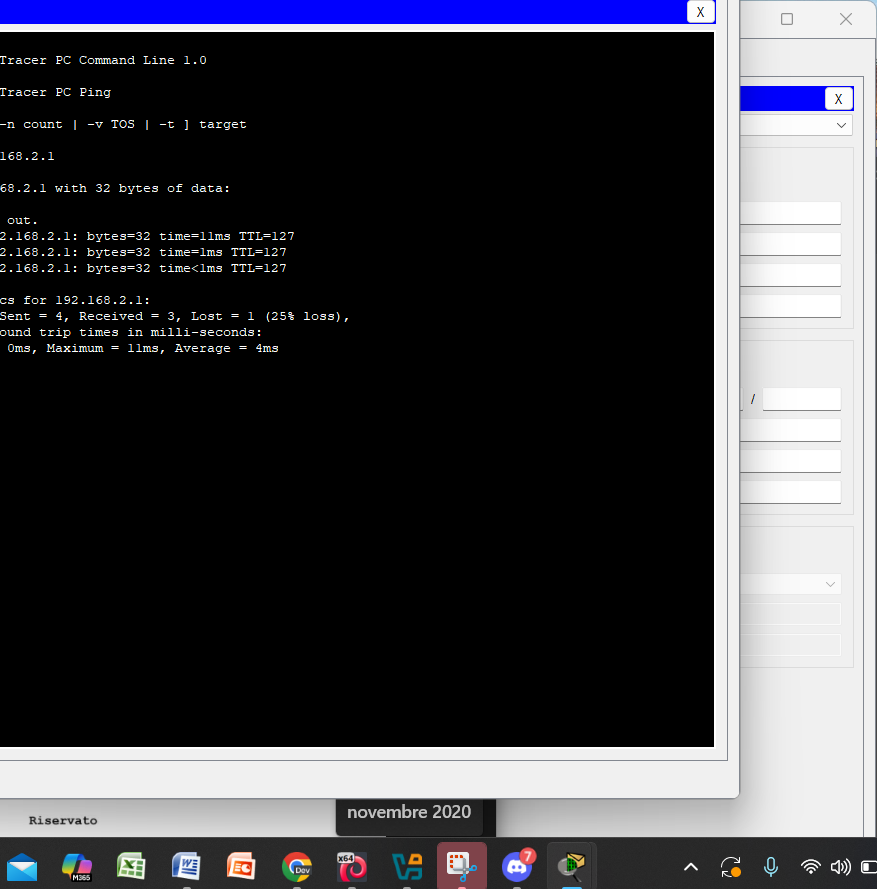 X
Tracer PC Command Line 1.0
X
Tracer PC Ping
-n count | -v TOS | -t ] target
168.2.1
68.2.1 with 32 bytes of data:
out.
2.168.2.1: bytes=32 time=11ms TTL=127
2.168.2.1: bytes=32 time=1ms TTL=127
2.168.2.1: bytes=32 time<1ms TTL=127
cs for 192.168.2.1:
Sent = 4, Received = 3, Lost = 1 (25% loss),
ound trip times in milli-seconds:
0ms, Maximum = 11ms, Average = 4ms
/
Riservato
novembre 2020
M365
Dev
X64
7